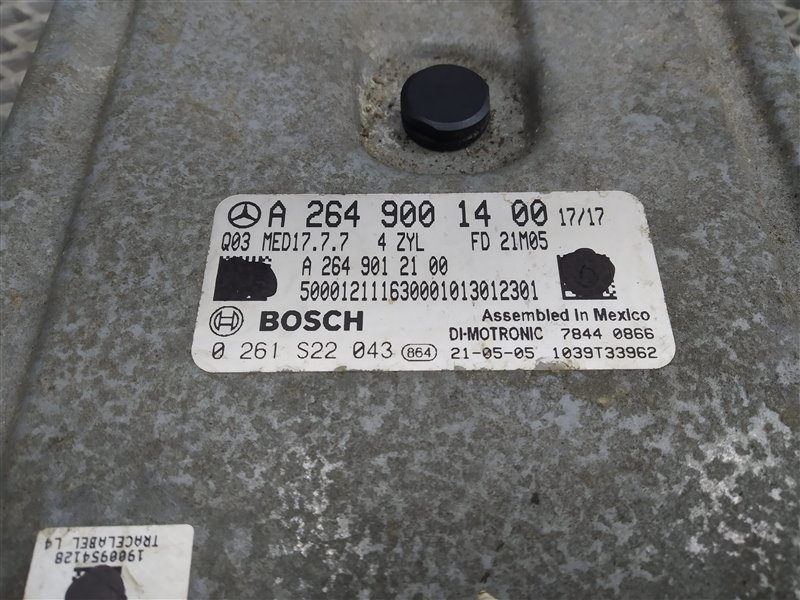 A 264 900 14 00 17/17
Q03 MED17.7.7 4 ZYL FD 21M05
A 264 901 21 00
5000121116300010130123​01
BOSCH
Assembled In Mexico
DI-MOTRONIC 7844 0866
0 261 S22 043 864 21-05-05 1039T33962
1900954128
TRACELABEL L4